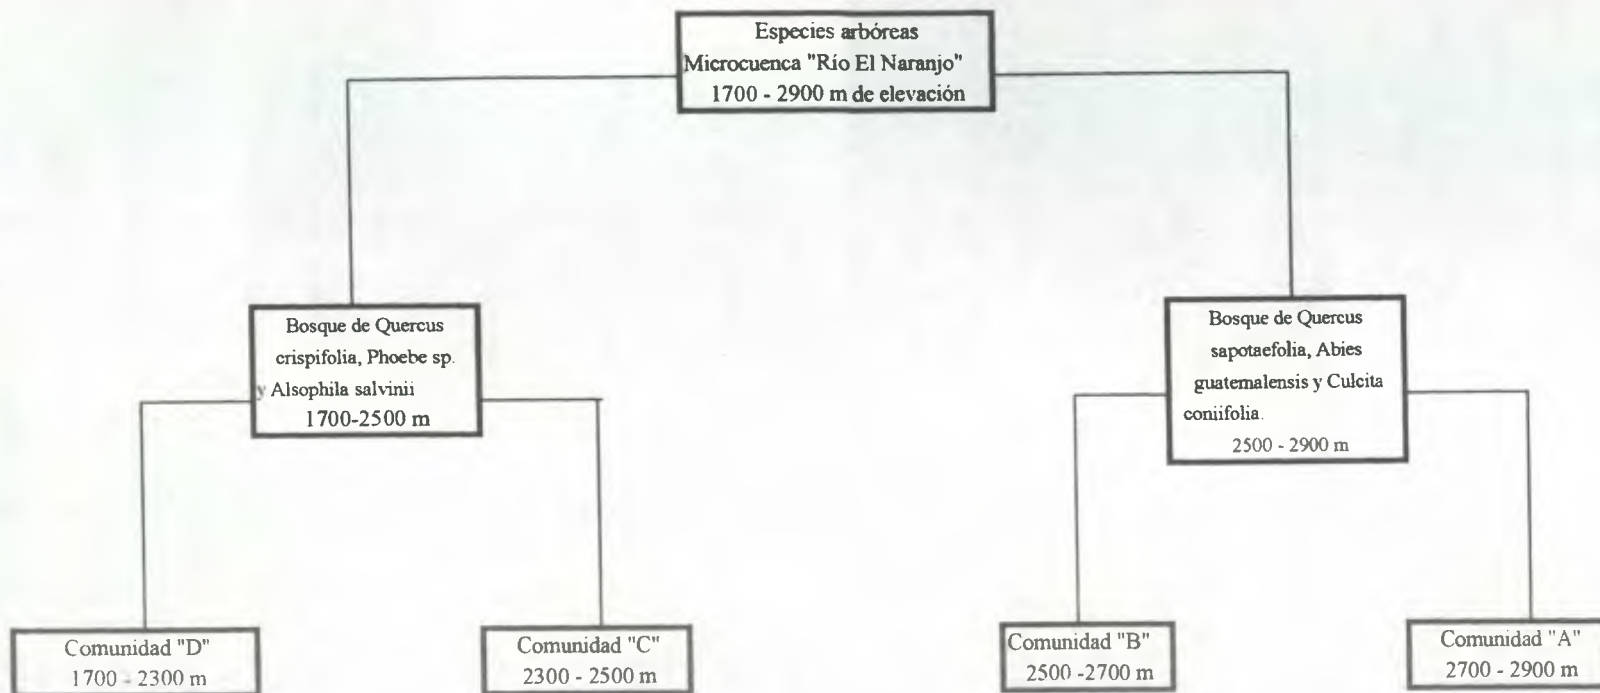 Especies arbóreas
Microcuenca "Río El Naranjo"
1700 - 2900 m de elevación
Bosque de Quercus
crispifolia, Phoebe sp.
y Alsophila salvinii
1700-2500 m
Bosque de Quercus
sapotaefolia, Abies
guatemalensis y Culcita
coniifolia.
2500 - 2900 m
Comunidad "D"
1700 - 2300 m
Comunidad "C"
2300 - 2500 m
Comunidad "B"
2500 -2700 m
Comunidad "A"
2700 - 2900 m